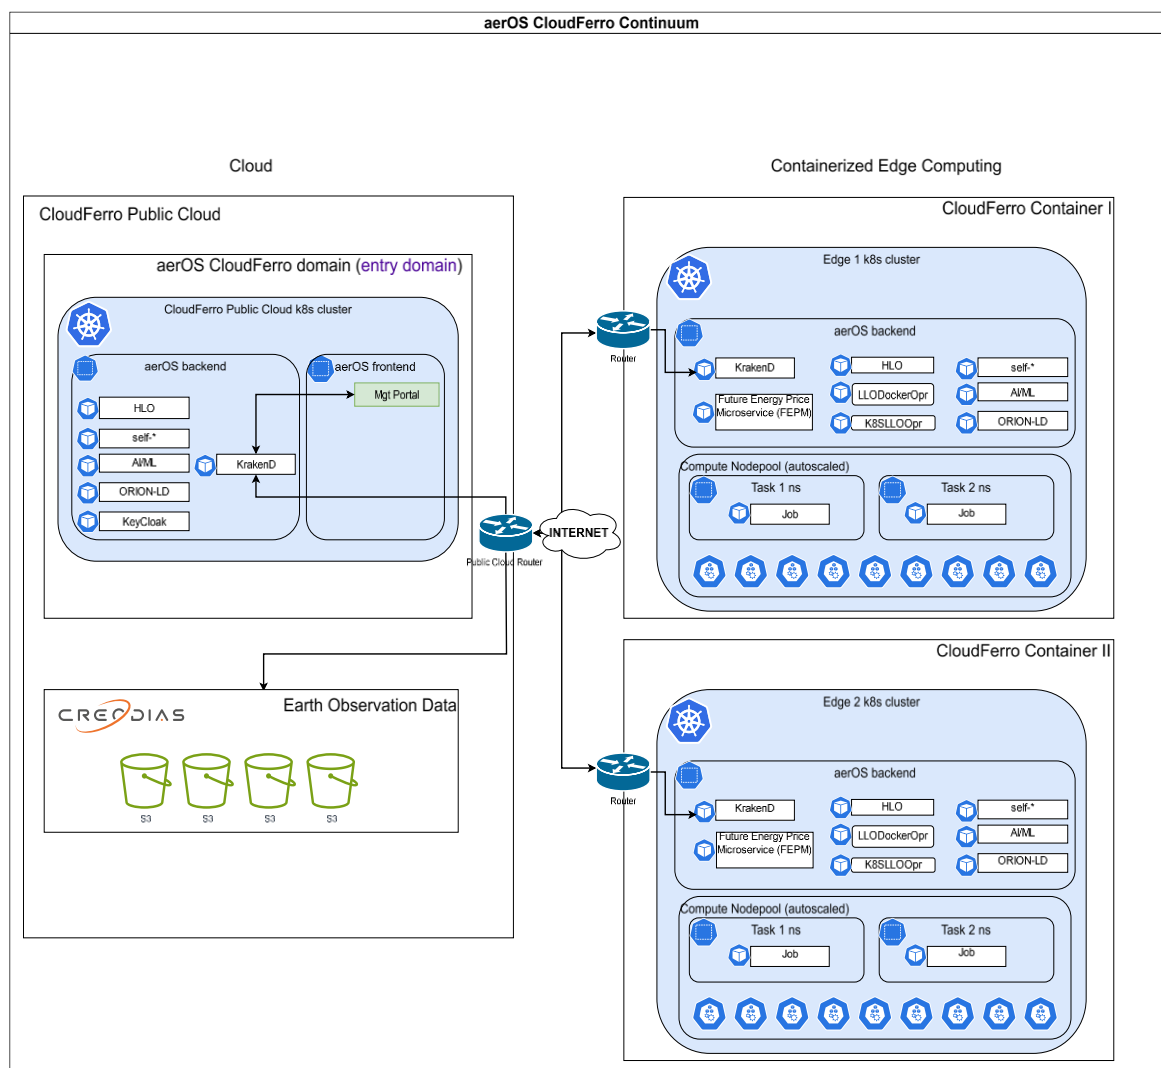 aerOS CloudFerro Continuum
Cloud
Containerized Edge Computing
CloudFerro Public Cloud
aerOS CloudFerro domain (entry domain)
CloudFerro Public Cloud k8s cluster
aerOS backend
HLO
self-*
AI/ML
ORION-LD
KeyCloak
KrakenD
aerOS frontend
Mgt Portal
Public Cloud Router
INTERNET
Earth Observation Data
CREODIAS
S3
S3
S3
S3
Router
CloudFerro Container I
Edge 1 k8s cluster
aerOS backend
KrakenD
Future Energy Price
Microservice (FEPM)
HLO
LLODockerOpr
K8SLLOOpr
self-*
AI/ML
ORION-LD
Compute Nodepool (autoscaled)
Task 1 ns
Job
Task 2 ns
Job
Router
CloudFerro Container II
Edge 2 k8s cluster
aerOS backend
KrakenD
Future Energy Price
Microservice (FEPM)
HLO
LLODockerOpr
K8SLLOOpr
self-*
AI/ML
ORION-LD
Compute Nodepool (autoscaled)
Task 1 ns
Job
Task 2 ns
Job